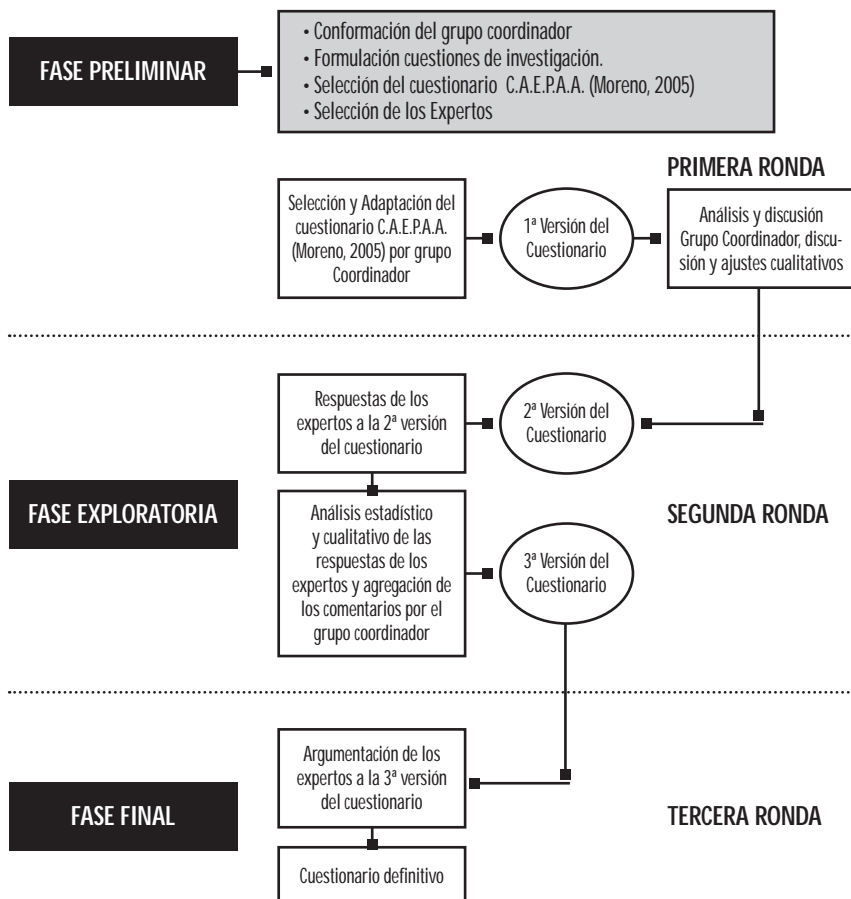 FASE PRELIMINAR
• Conformación del grupo coordinador
• Formulación cuestiones de investigación.
• Selección del cuestionario C.A.E.P.A.A. (Moreno, 2005)
• Selección de los Expertos
PRIMERA RONDA
Selección y Adaptación del
cuestionario C.A.E.P.A.A.
(Moreno, 2005) por grupo
Coordinador
1ª Versión del
Cuestionario
Análisis y discusión
Grupo Coordinador, discu-
sión y ajustes cualitativos
FASE EXPLORATORIA
Respuestas de los
expertos a la 2ª versión
del cuestionario
2ª Versión del
Cuestionario
Análisis estadístico
y cualitativo de las
respuestas de los
expertos y agregación de
los comentarios por el
grupo coordinador
3ª Versión del
Cuestionario
SEGUNDA RONDA
FASE FINAL
Argumentación de los
expertos a la 3ª versión
del cuestionario
Cuestionario definitivo
TERCERA RONDA